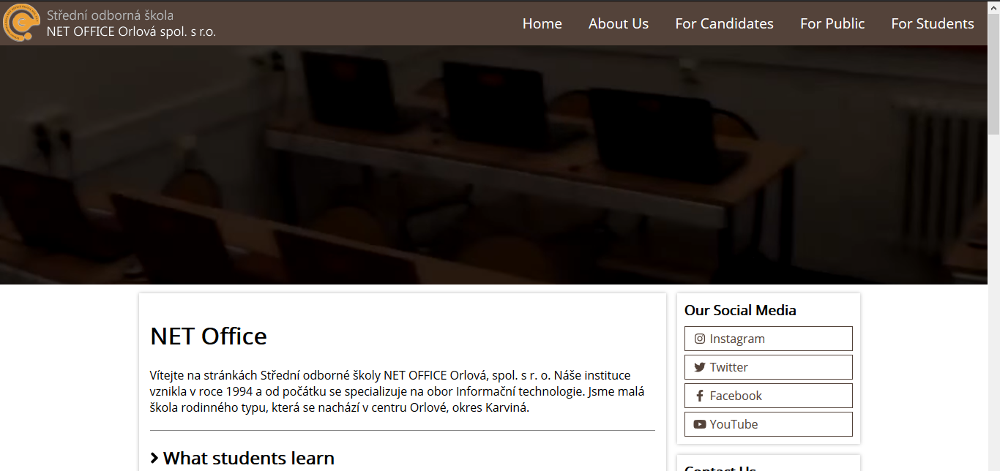 Střední odborná škola
NET OFFICE Orlová spol. s r.o.
Home
About Us
For Candidates
For Public
For Students
NET Office
Vítejte na stránkách Střední odborné školy NET OFFICE Orlová, spol. s r. o. Náše instituce
vznikla v roce 1994 a od počátku se specializuje na obor Informační technologie. Jsme malá
škola rodinného typu, která se nachází v centru Orlové, okres Karviná.
What students learn
Our Social Media
Instagram
Twitter
Facebook
YouTube
Contact Us